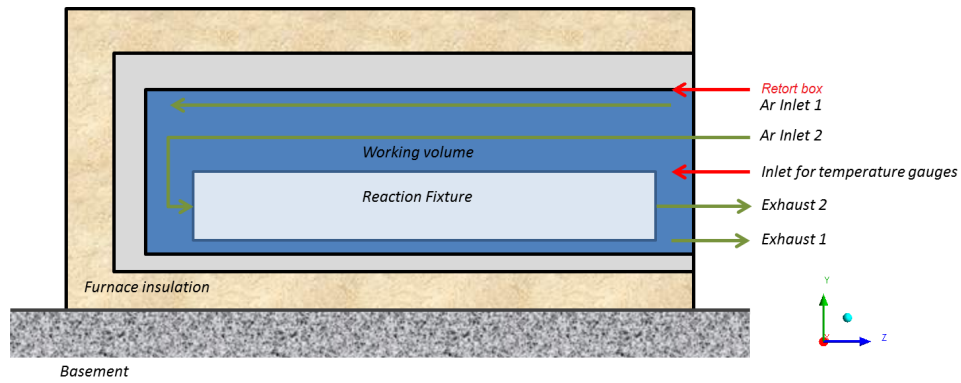 Retort box
Ar Inlet 1
Ar Inlet 2
Working volume
Inlet for temperature gauges
Reaction Fixture
Exhaust 2
Exhaust 1
Furnace insulation
Y
Z
Basement